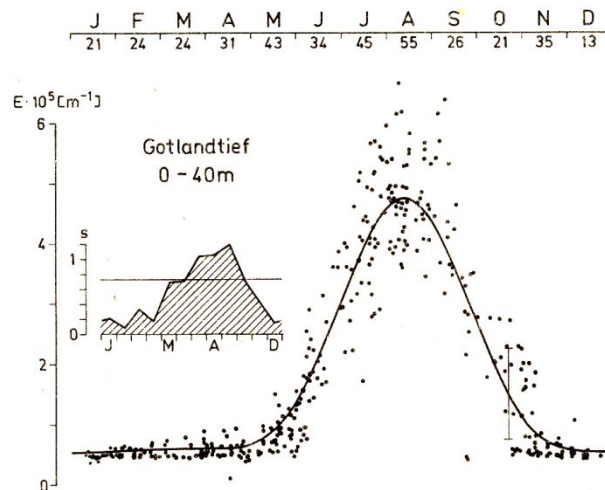 J F M A M J J A S O N D
21 24 24 31 43 34 45 55 26 21 35 13
E·10⁵[m⁻¹]
6
Gotlandtief
0 – 40m
4
s
1
0
J M A D
2
0